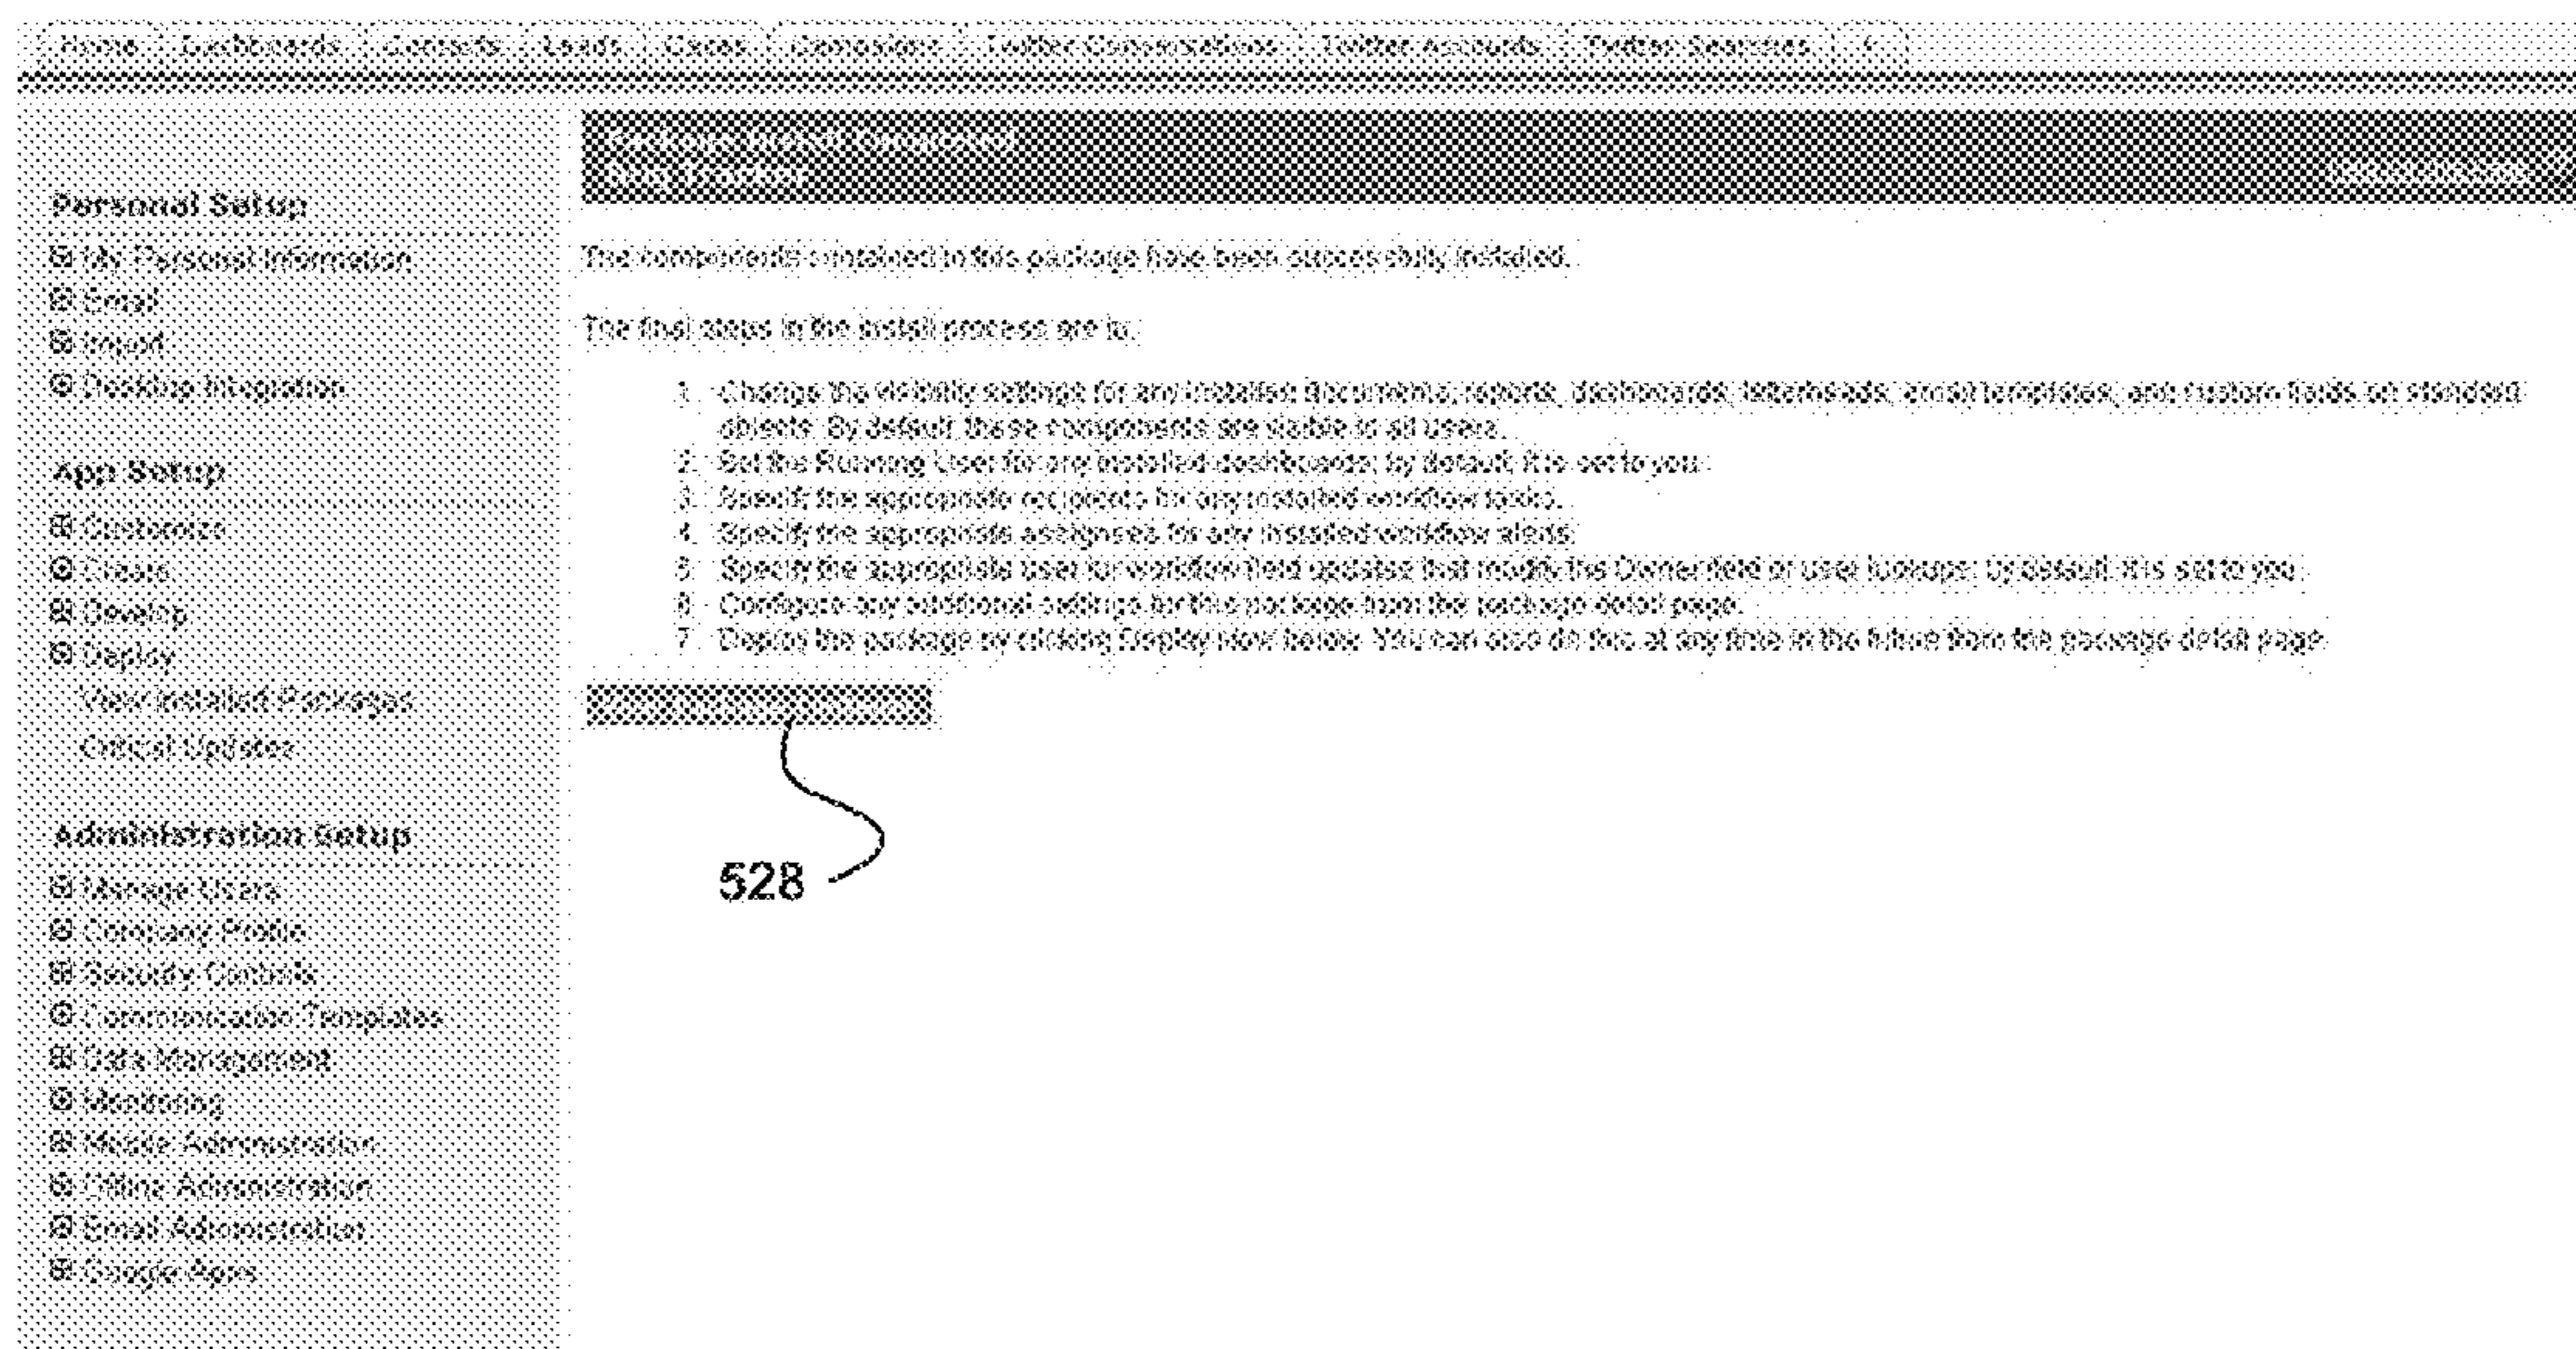 Home Dashboards Contacts Leads Cases Campaigns Twitter Conversations Twitter Accounts Twitter Searches +
Package Install Completed
Bug Tracker
Personal Setup
My Personal Information
Email
Import
Desktop Integration
App Setup
Customize
Create
Develop
Deploy
View Installed Packages
Critical Updates
Administration Setup
Manage Users
Company Profile
Security Controls
Communication Templates
Data Management
Monitoring
Mobile Administration
Offline Administration
Email Administration
Google Apps
The components contained in this package have been successfully installed.
The final steps in the install process are to:
1. Change the visibility settings for any installed documents, reports, dashboards, letterheads, email templates, and custom fields on standard
objects. By default, these components are visible to all users.
2. Set the Running User for any installed dashboards; by default, it is set to you.
3. Specify the appropriate recipients for any installed workflow tasks.
4. Specify the appropriate assignees for any installed workflow alerts.
5. Specify the appropriate user for workflow field updates that modify the Owner field or user lookups; by default, it is set to you.
6. Configure any additional settings for this package from the package detail page.
7. Deploy the package by clicking Deploy Now below. You can also do this at any time in the future from the package detail page.
528